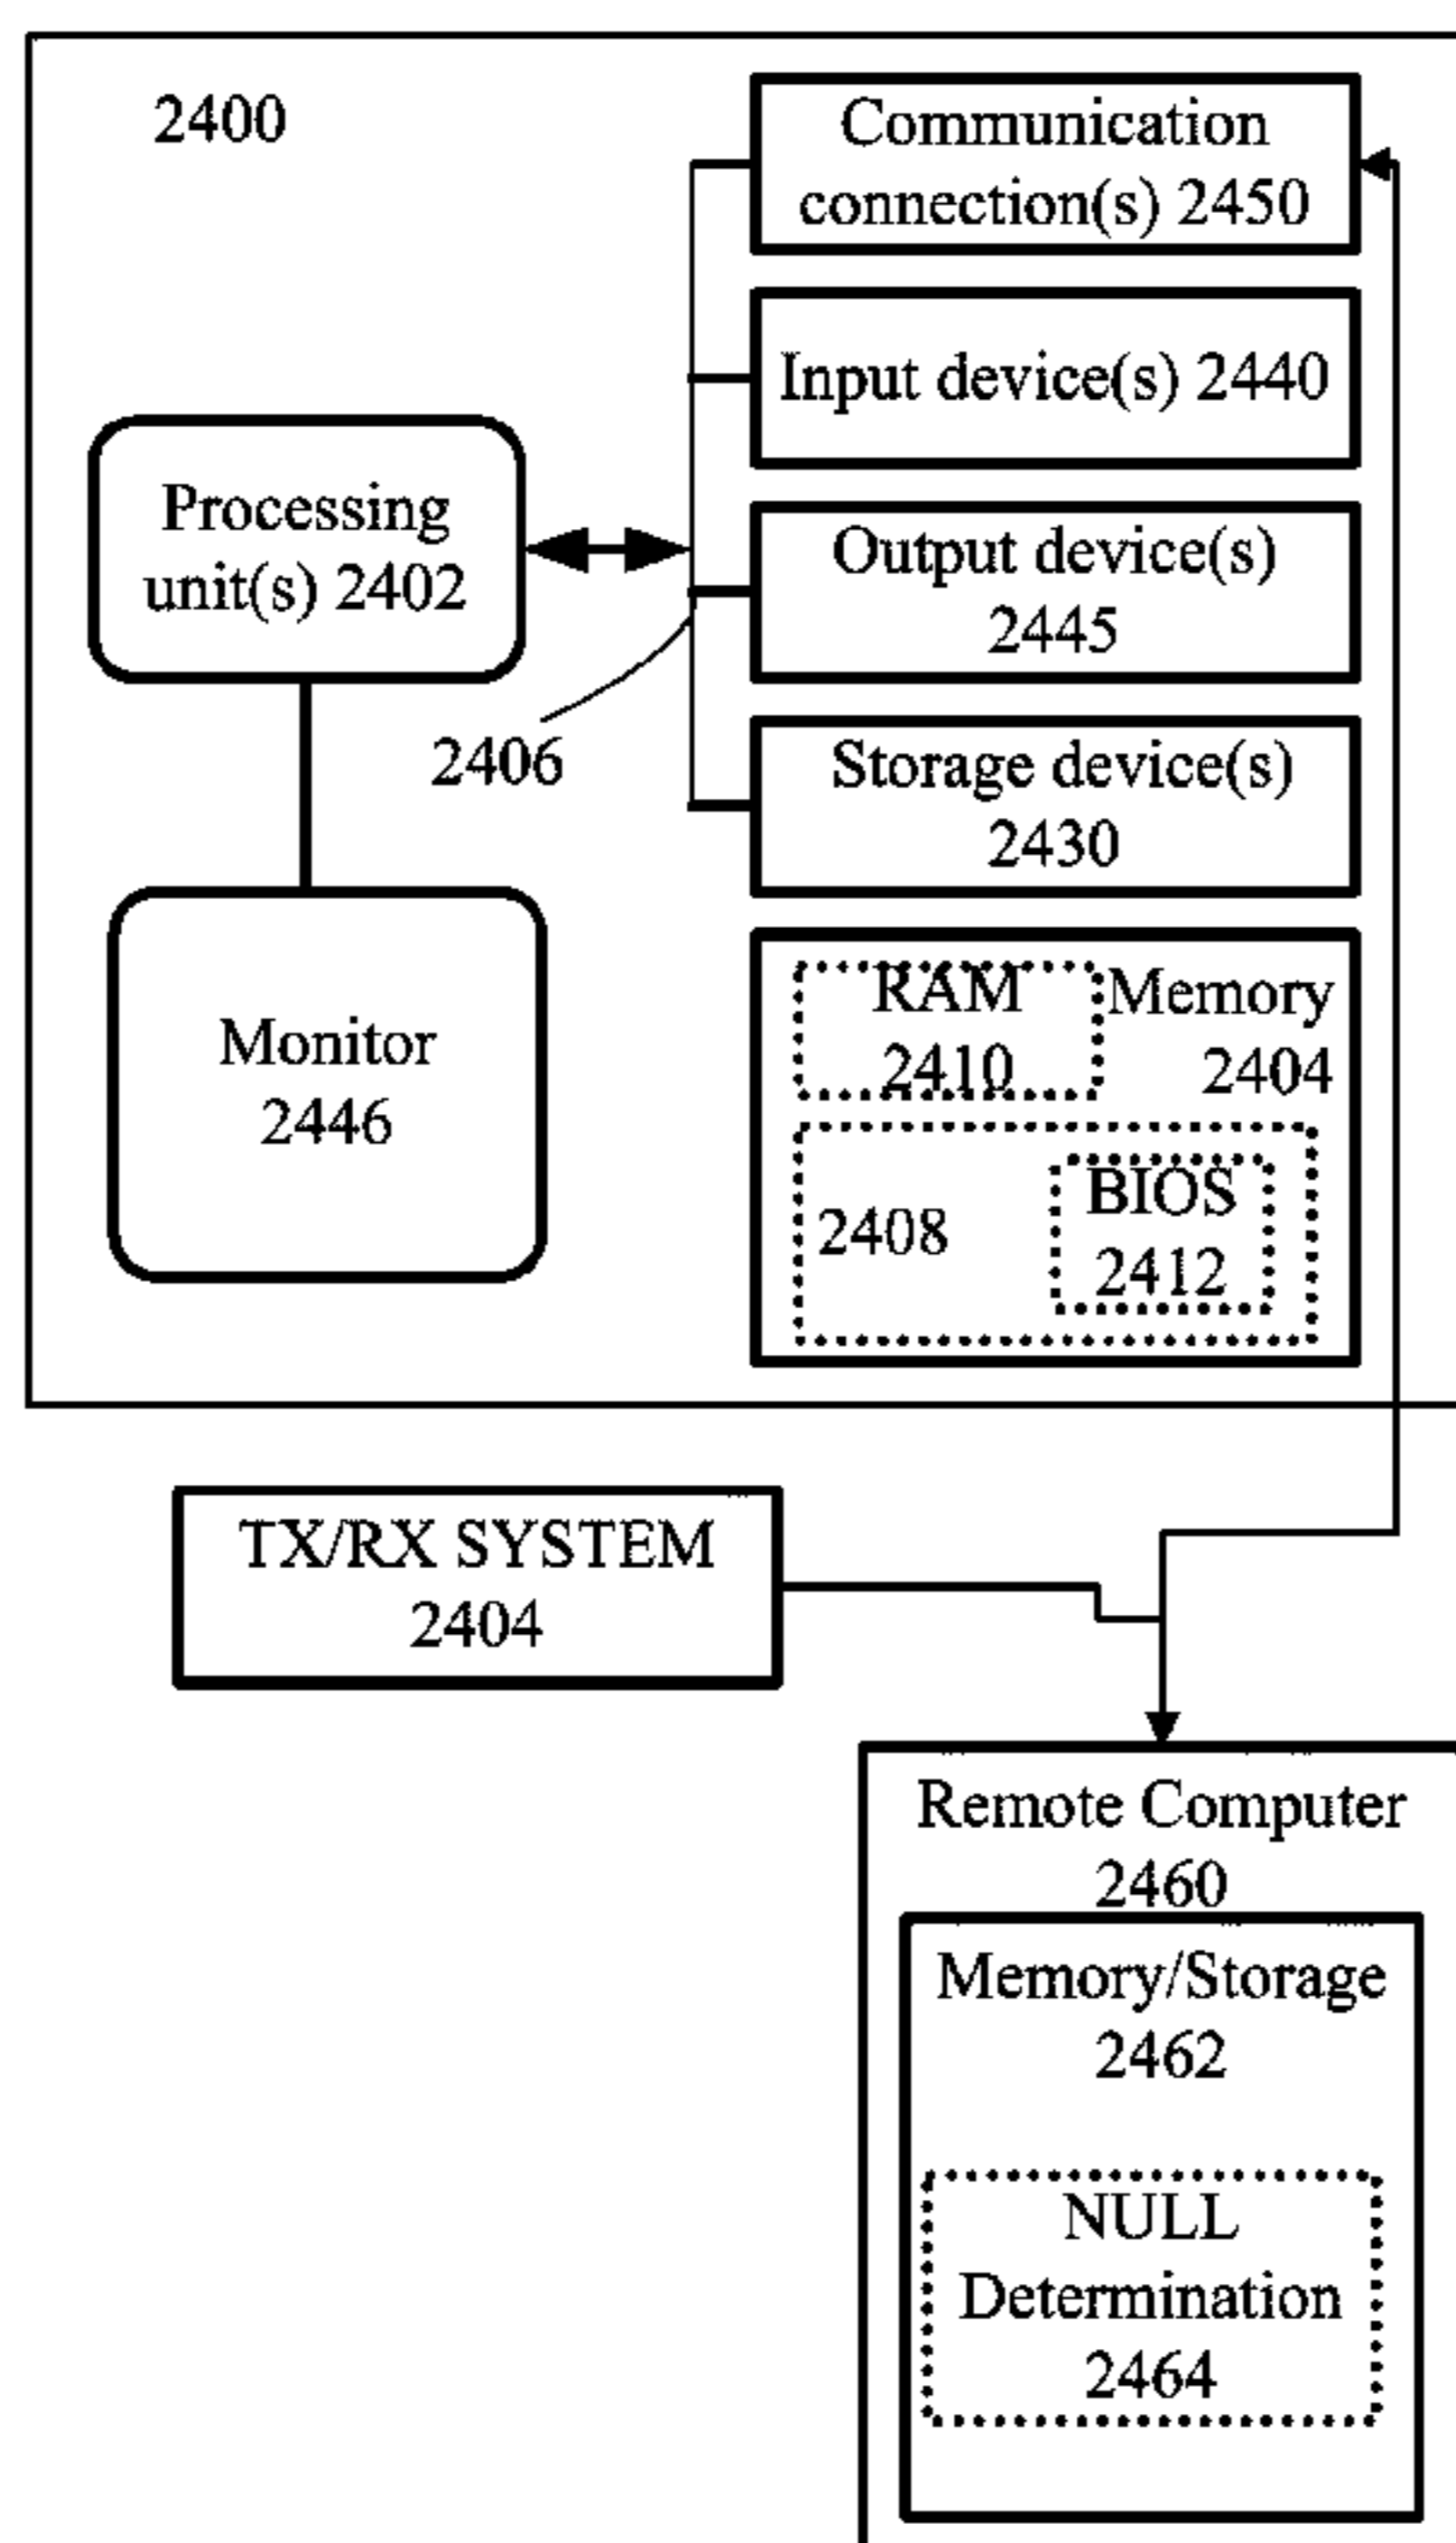 2400
Communication
connection(s) 2450
Input device(s) 2440
Processing
unit(s) 2402
Output device(s)
2445
2406
Storage device(s)
2430
Monitor
2446
RAM
2410
Memory
2404
2408
BIOS
2412
TX/RX SYSTEM
2404
Remote Computer
2460
Memory/Storage
2462
NULL
Determination
2464